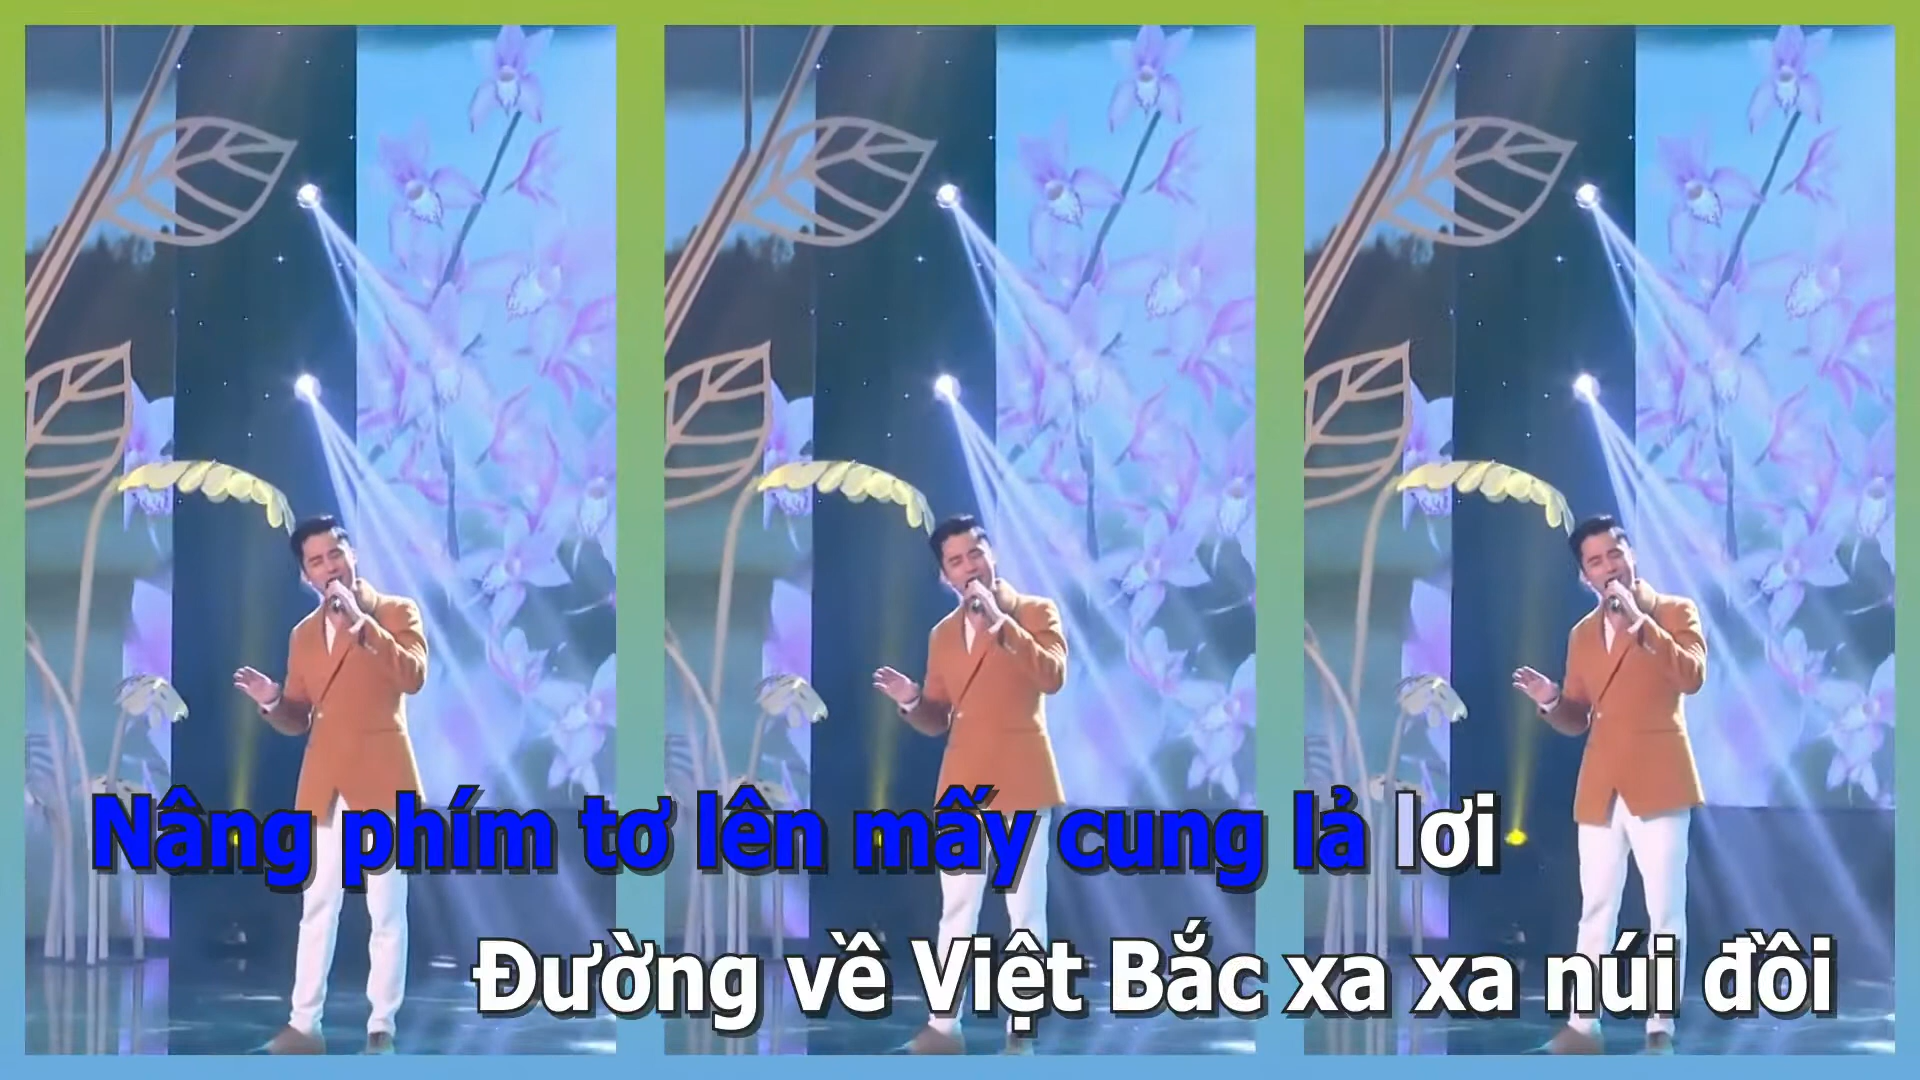 Nâng phím tơ lên mấy cung lả lơi
Đường về Việt Bắc xa xa núi đồi